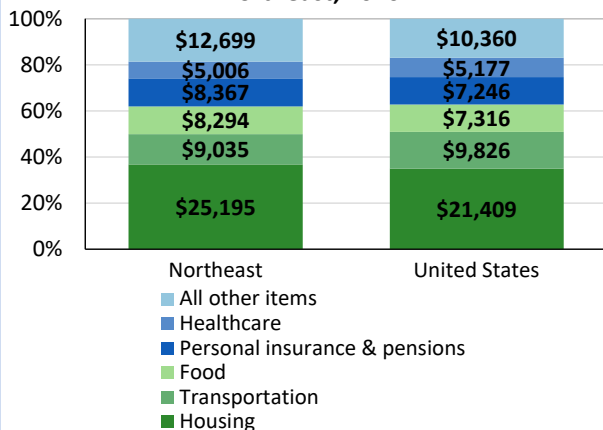 100%
80%
60%
40%
20%
0%
$12,699
$5,006
$8,367
$8,294
$9,035
$25,195
$10,360
$5,177
$7,246
$7,316
$9,826
$21,409
Northeast
United States
All other items
Healthcare
Personal insurance & pensions
Food
Transportation
Housing